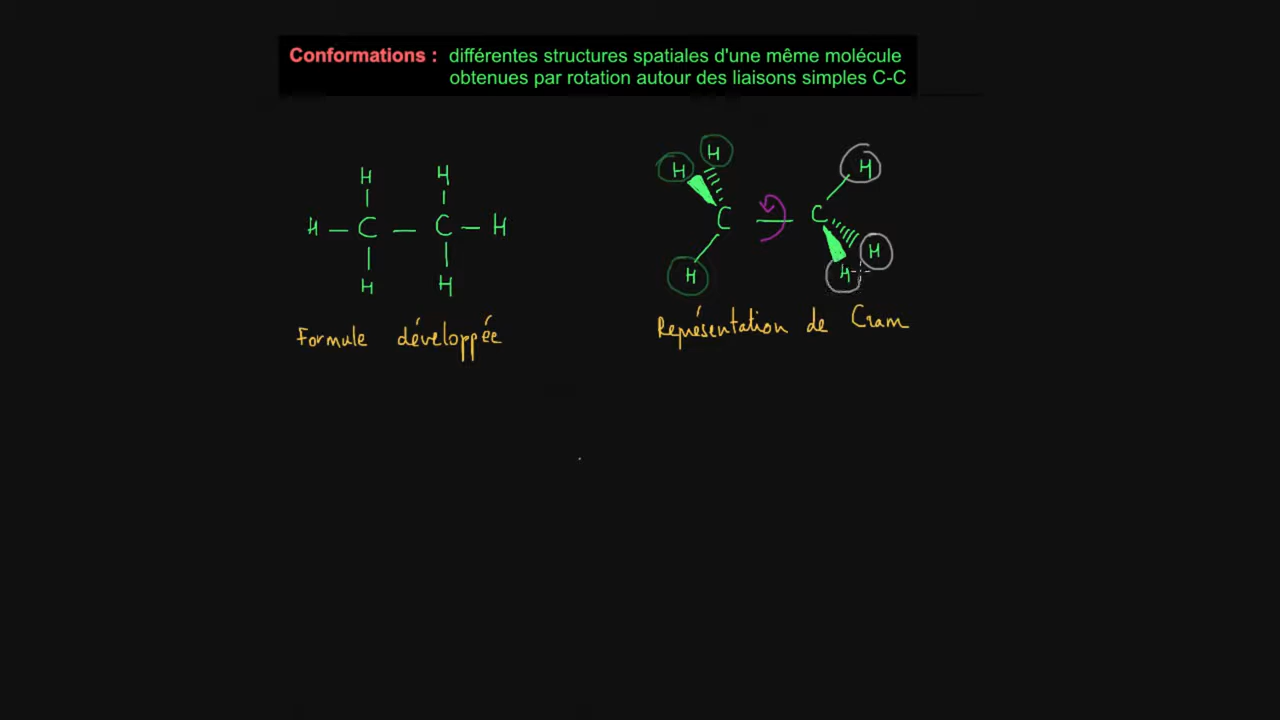 Conformations : différentes structures spatiales d'une même molécule
obtenues par rotation autour des liaisons simples C-C
H H
H – C – C – H
H H
Formule développée
H H H
C – C
H H H
Représentation de Cram